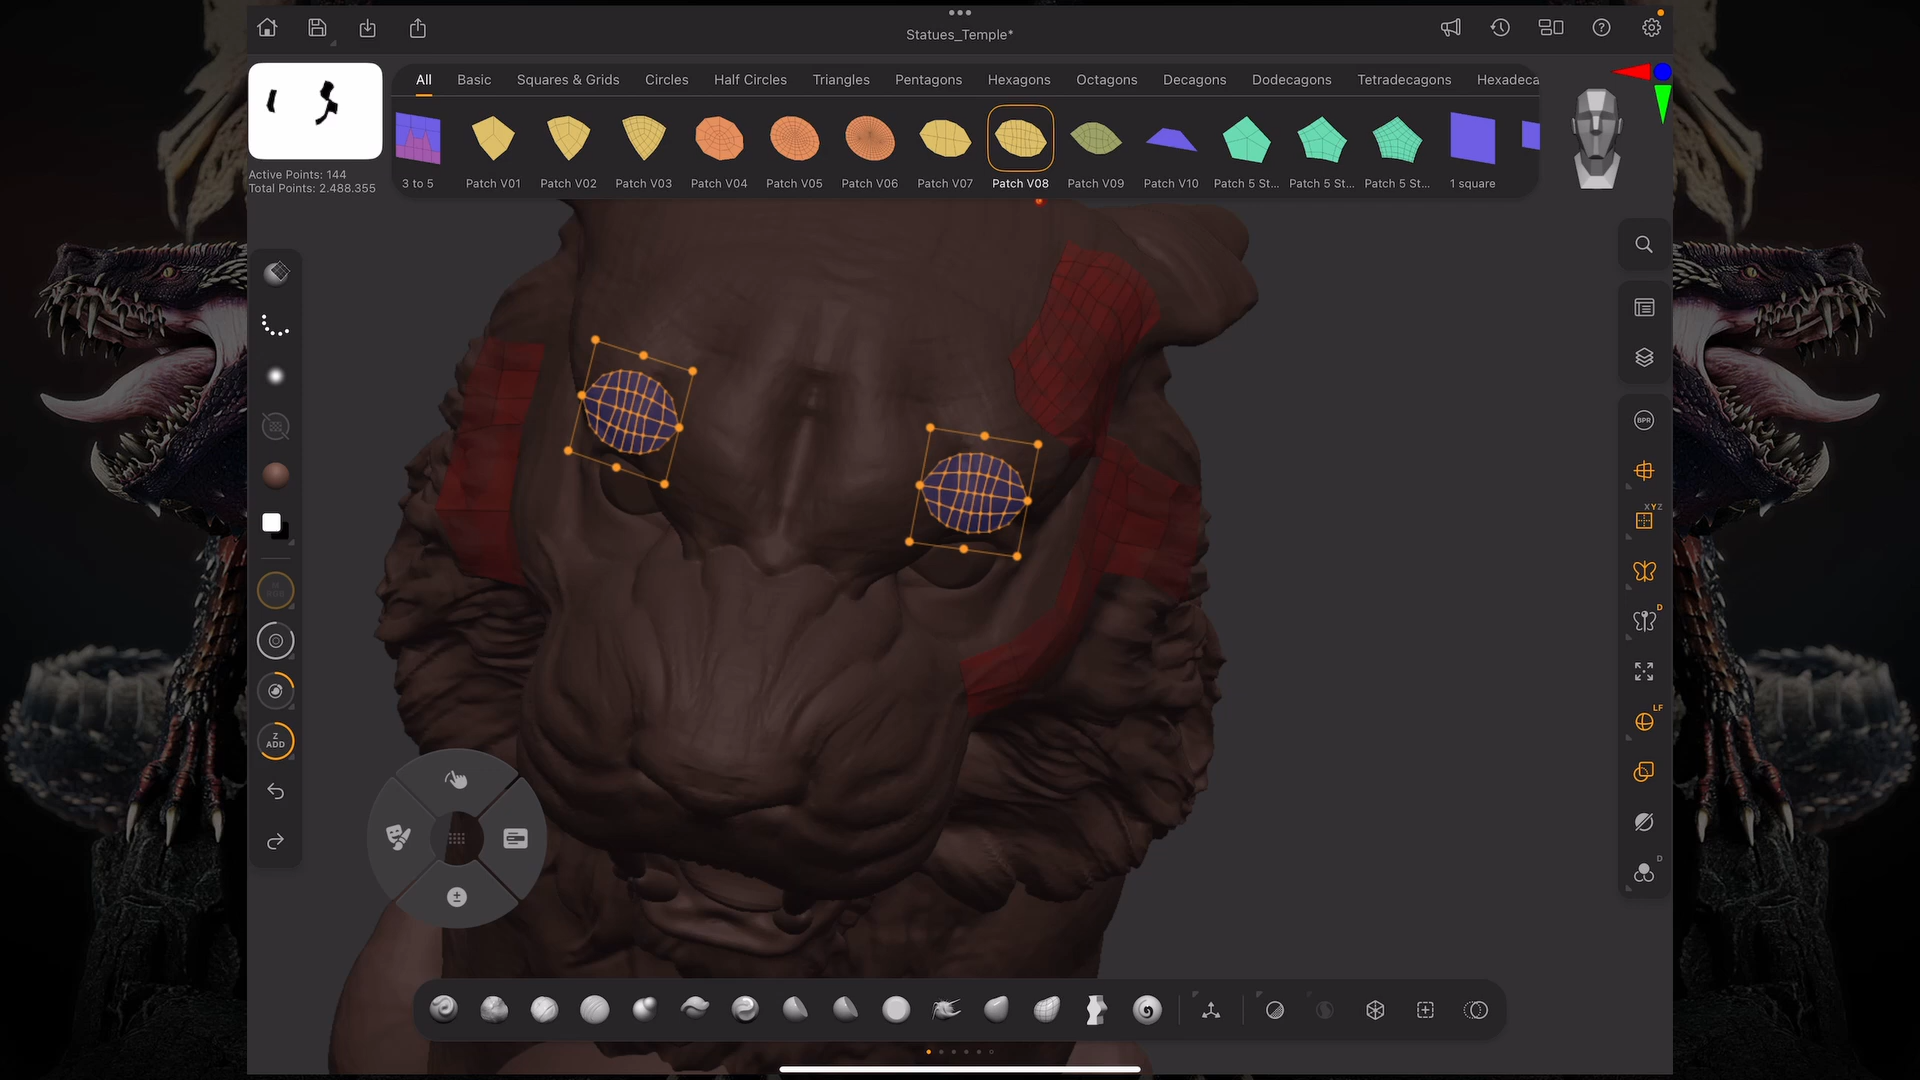 Statues_Temple*
All Basic Squares & Grids Circles Half Circles Triangles Pentagons Hexagons Octagons Decagons Dodecagons Tetradecagons Hexadeca
3 to 5 Patch V01 Patch V02 Patch V03 Patch V04 Patch V05 Patch V06 Patch V07 Patch V08 Patch V09 Patch V10 Patch 5 St... Patch 5 St... Patch 5 St... 1 square
Active Points: 144
Total Points: 2.488.355
M
RGB
Z
ADD
BPR
XYZ
D
LF
D